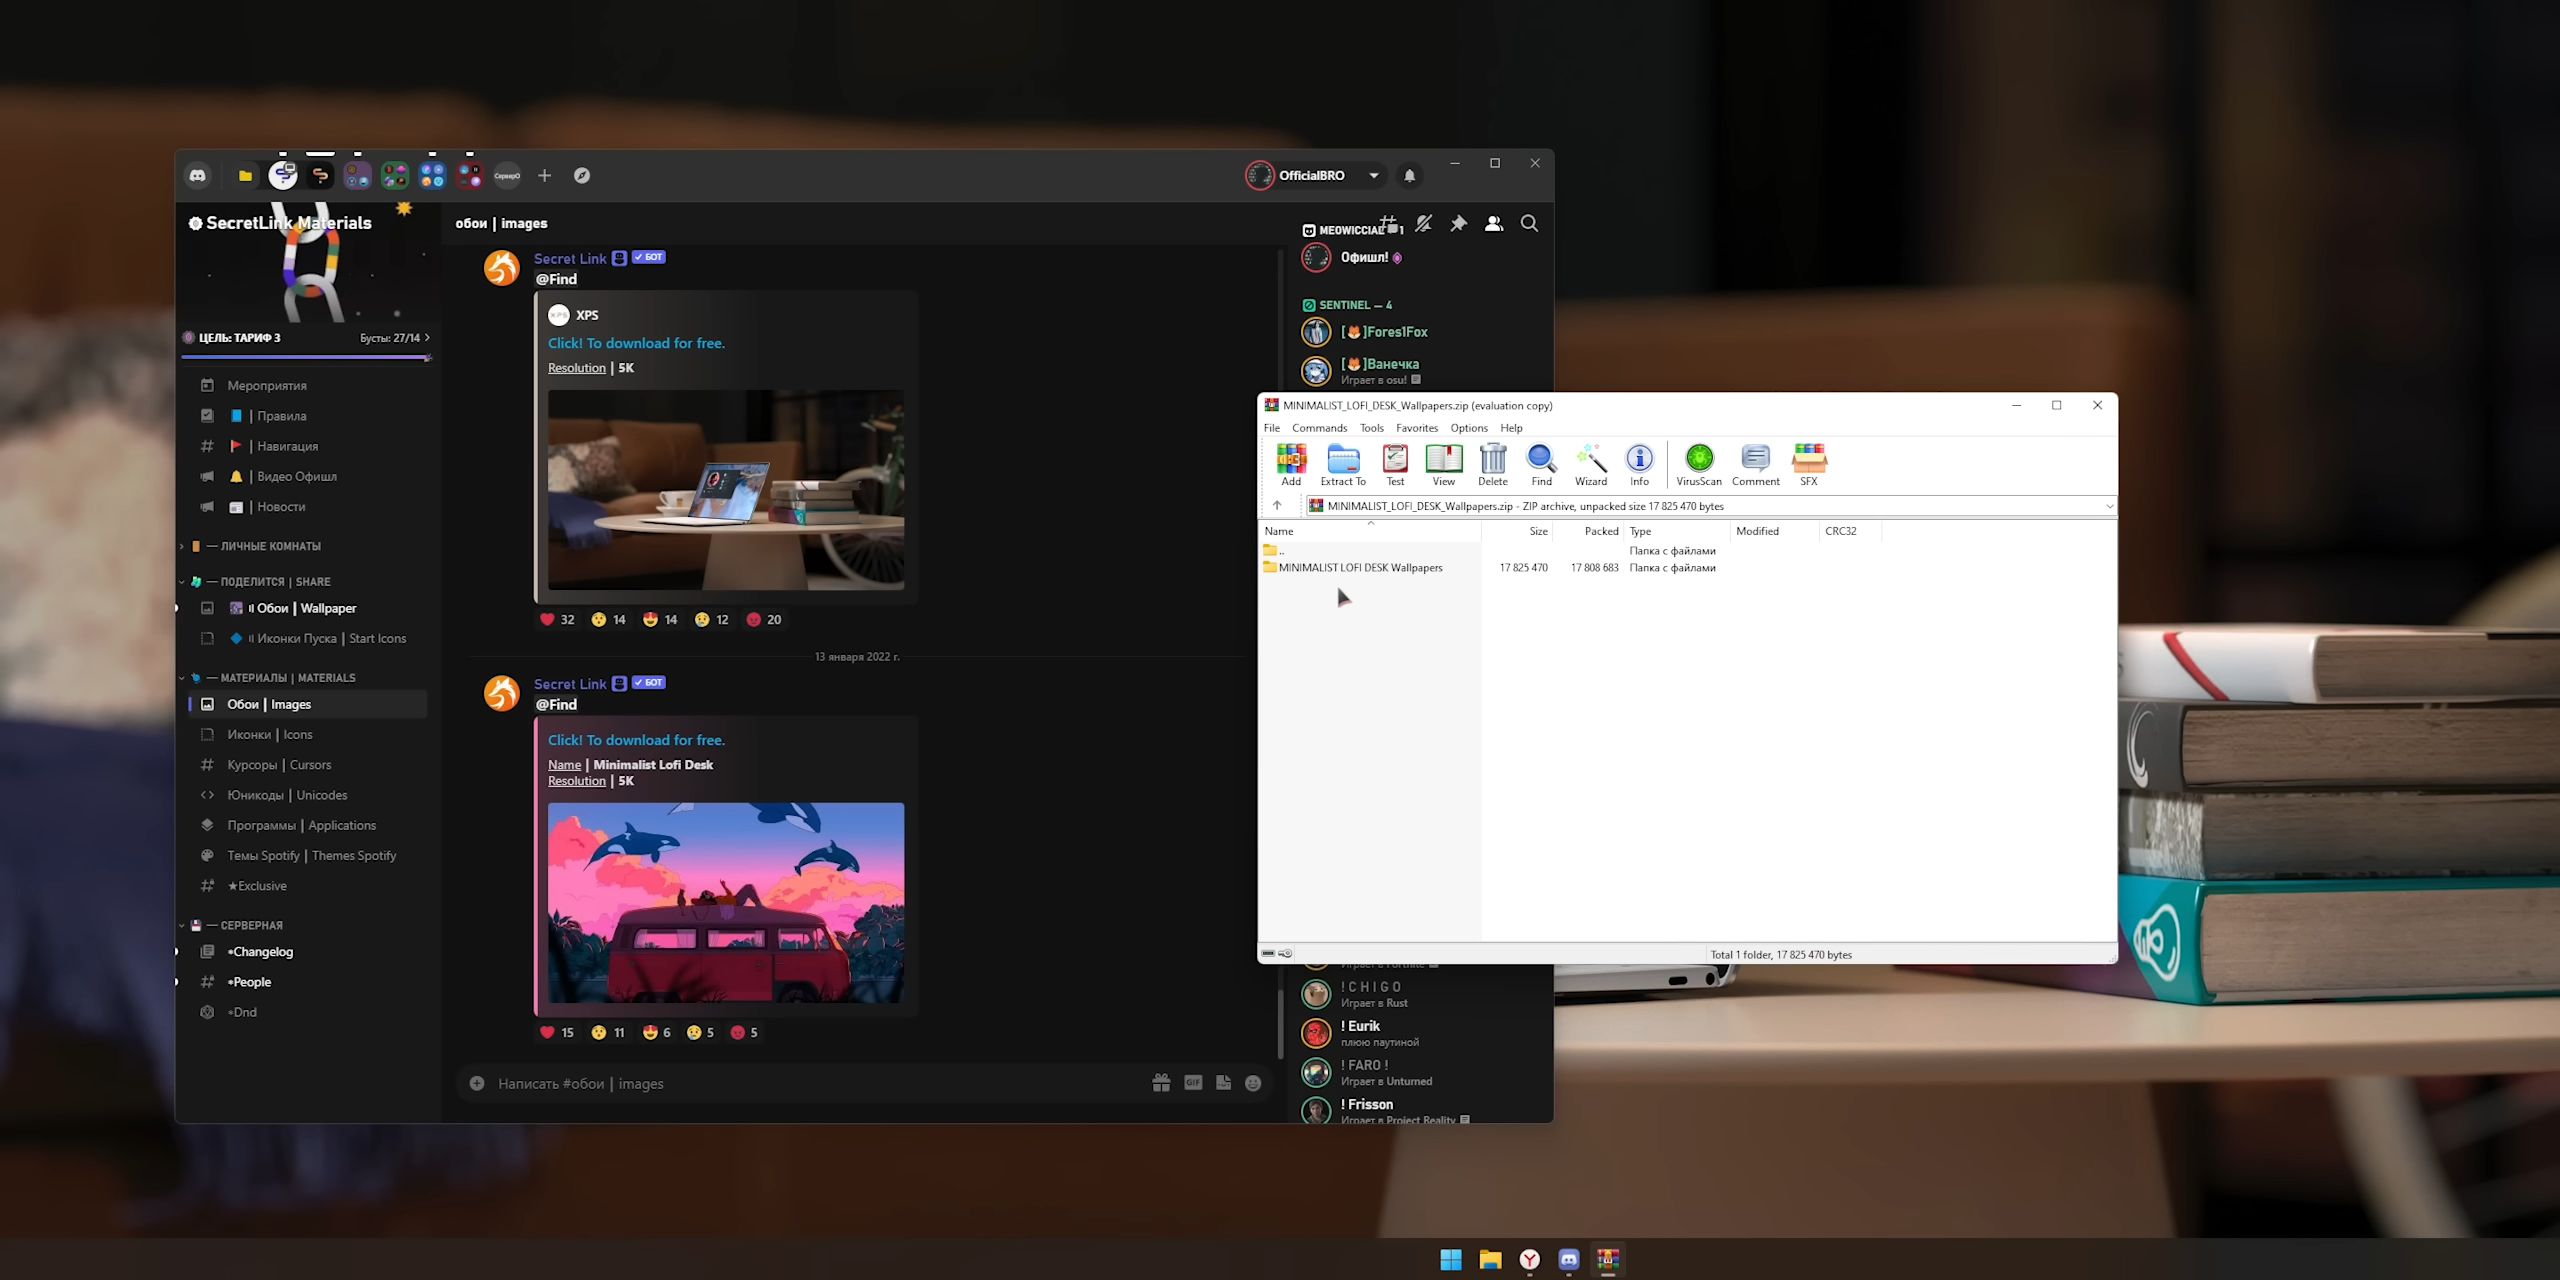 СерверО
OfficialBRO
SecretLink Materials
ЦЕЛЬ: ТАРИФ 3
Бусты: 27/14
Мероприятия
| Правила
| Навигация
| Видео Офишл
| Новости
— ЛИЧНЫЕ КОМНАТЫ
— ПОДЕЛИТСЯ | SHARE
Обои | Wallpaper
Иконки Пуска | Start Icons
— МАТЕРИАЛЫ | MATERIALS
Обои | Images
Иконки | Icons
Курсоры | Cursors
Юникоды | Unicodes
Программы | Applications
Темы Spotify | Themes Spotify
★Exclusive
— СЕРВЕРНАЯ
•Changelog
•People
•Dnd
обои | images
Secret Link БОТ
@Find
XPS
Click! To download for free.
Resolution | 5K
32 14 14 12 20
13 января 2022 г.
Secret Link БОТ
@Find
Click! To download for free.
Name | Minimalist Lofi Desk
Resolution | 5K
15 11 6 5 5
Написать #обои | images
GIF
Офишл!
SENTINEL — 4
[🦊]Fores1Fox
[🦊]Ванечка
Играет в osu!
! C H I G O
Играет в Rust
! Eurik
плюю паутиной
! FARO !
Играет в Unturned
! Frisson
Играет в Project Reality
MINIMALIST_LOFI_DESK_Wallpapers.zip (evaluation copy)
File Commands Tools Favorites Options Help
Add Extract To Test View Delete Find Wizard Info VirusScan Comment SFX
MINIMALIST_LOFI_DESK_Wallpapers.zip - ZIP archive, unpacked size 17 825 470 bytes
Name Size Packed Type Modified CRC32
.. Папка с файлами
MINIMALIST LOFI DESK Wallpapers 17 825 470 17 808 683 Папка с файлами
Total 1 folder, 17 825 470 bytes